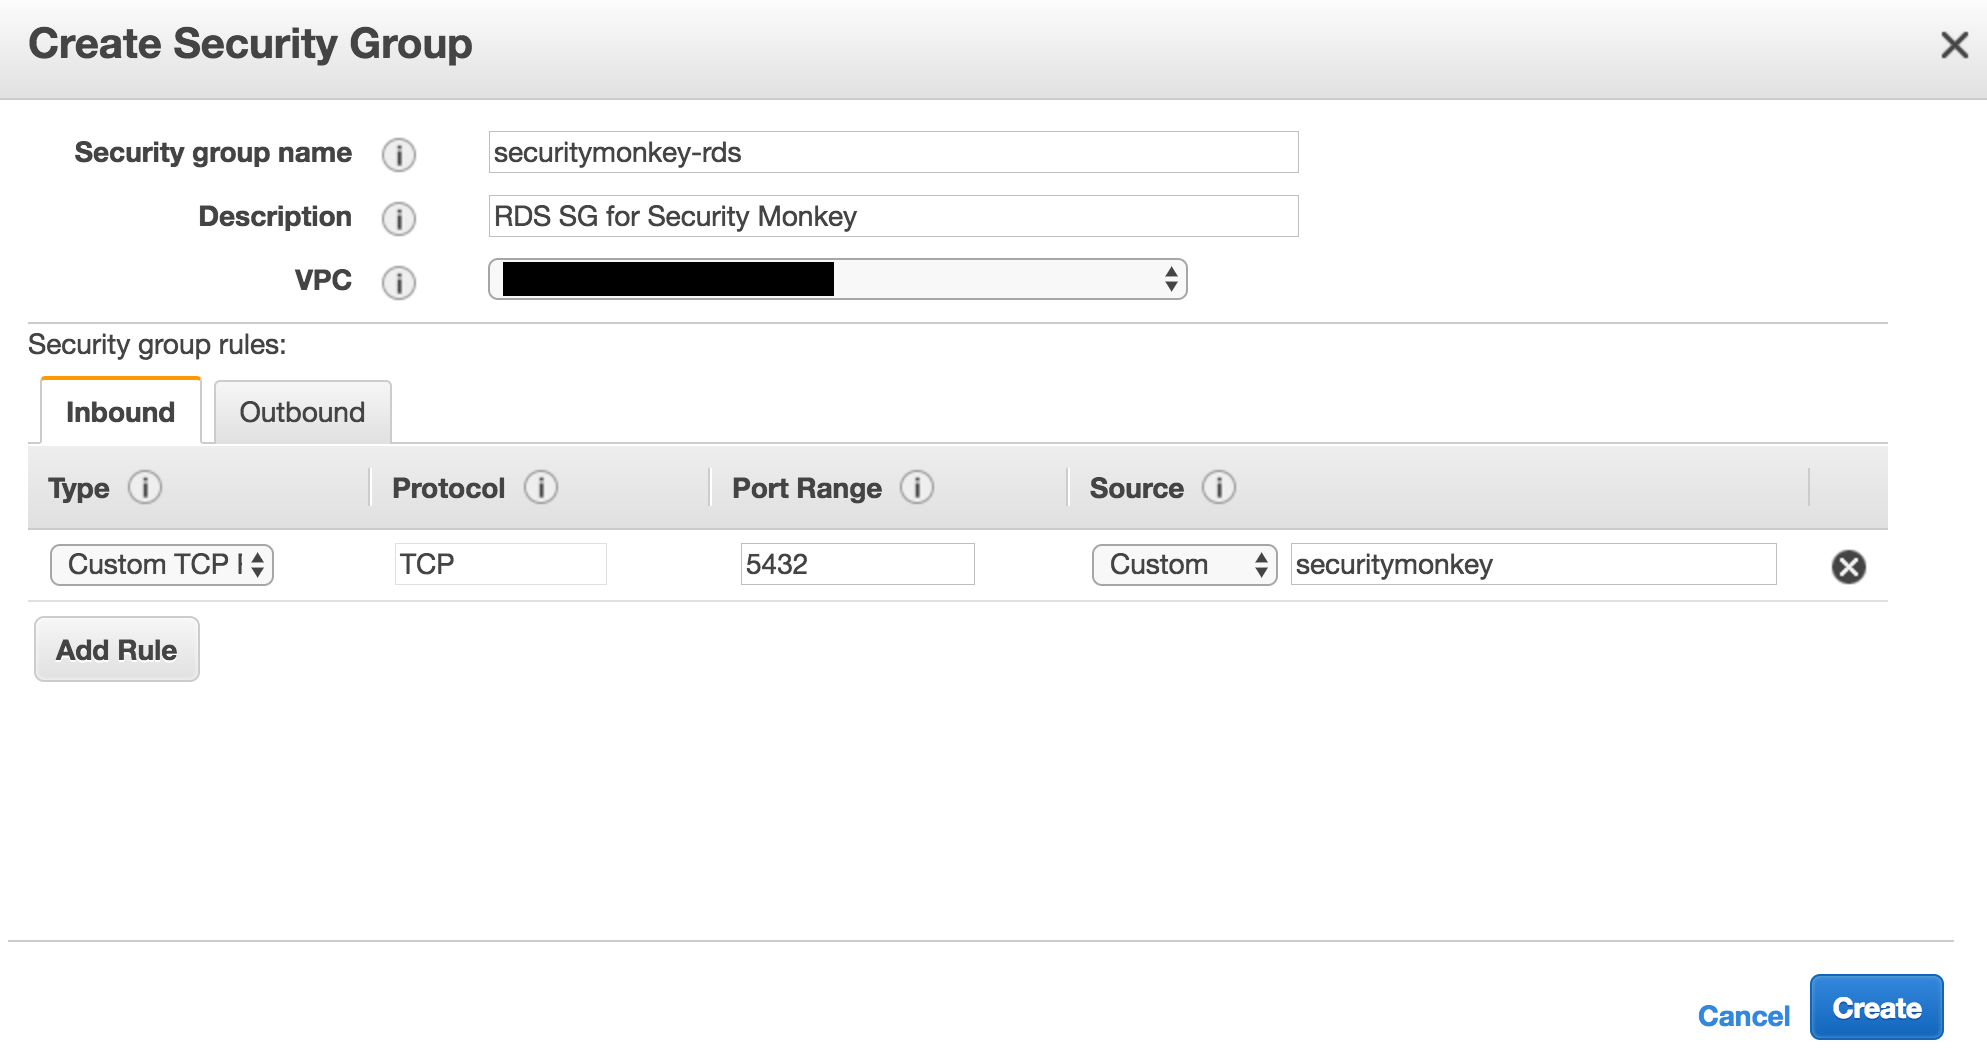 Create Security Group
Security group name securitymonkey-rds
Description RDS SG for Security Monkey
VPC
Security group rules:
Inbound Outbound
Type Protocol Port Range Source
Custom TCP TCP 5432 Custom securitymonkey
Add Rule
Cancel Create